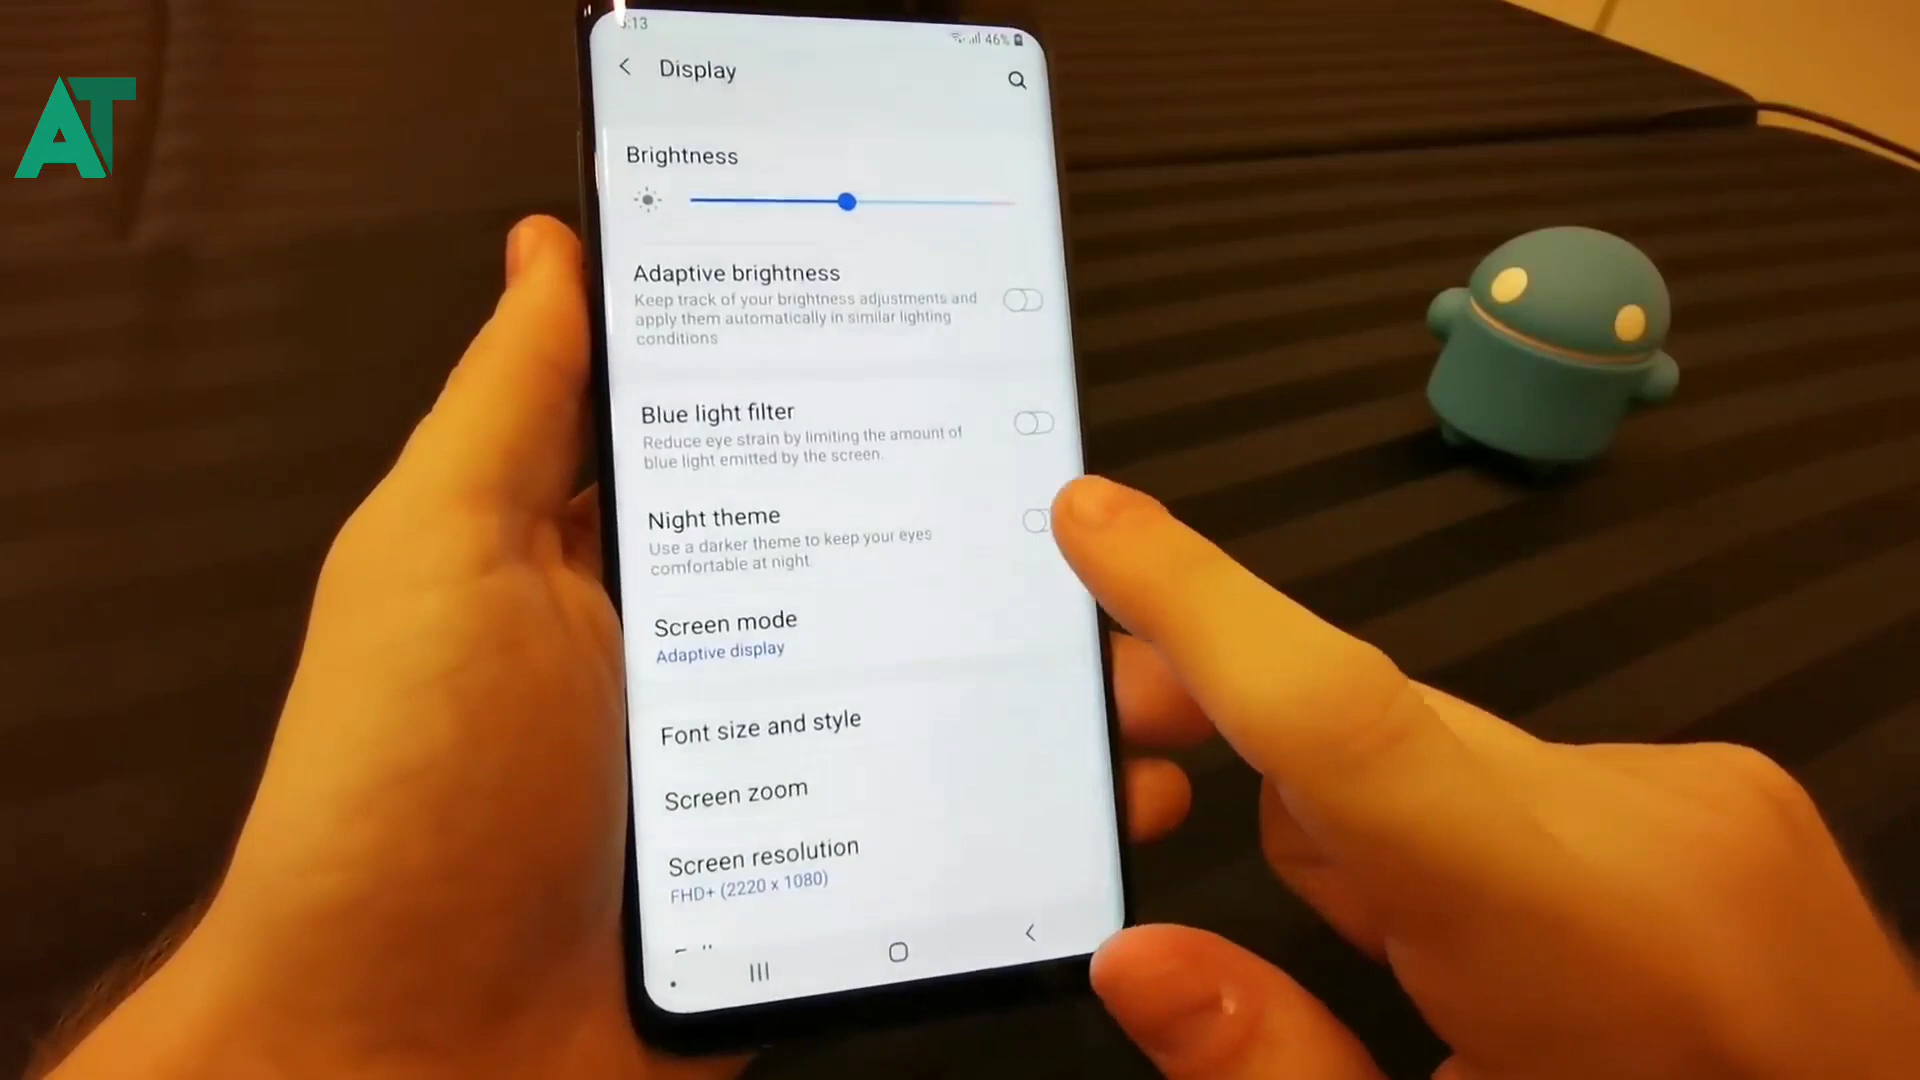 AT
:13
46%
Display
Brightness
Adaptive brightness
Keep track of your brightness adjustments and
apply them automatically in similar lighting
conditions
Blue light filter
Reduce eye strain by limiting the amount of
blue light emitted by the screen.
Night theme
Use a darker theme to keep your eyes
comfortable at night
Screen mode
Adaptive display
Font size and style
Screen zoom
Screen resolution
FHD+ (2220 x 1080)